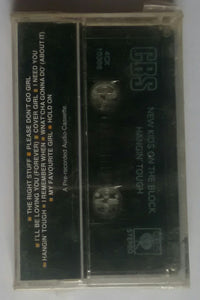 THE RIGHT STUFF ■ PLEASE DON'T GO GIRL
■ I'LL BE LOVING YOU (FOREVER) ■ COVER GIRL ■ I NEED YOU
HANGIN' TOUGH ■ I REMEMBER WHEN ■ WHAT'CHA GONNA DO (ABOUT IT)
■ MY FAVOURITE GIRL ■ HOLD ON
A Pre-recorded Audio Cassette
CBS
NEW KIDS ON THE BLOCK
HANGIN' TOUGH
STEREO